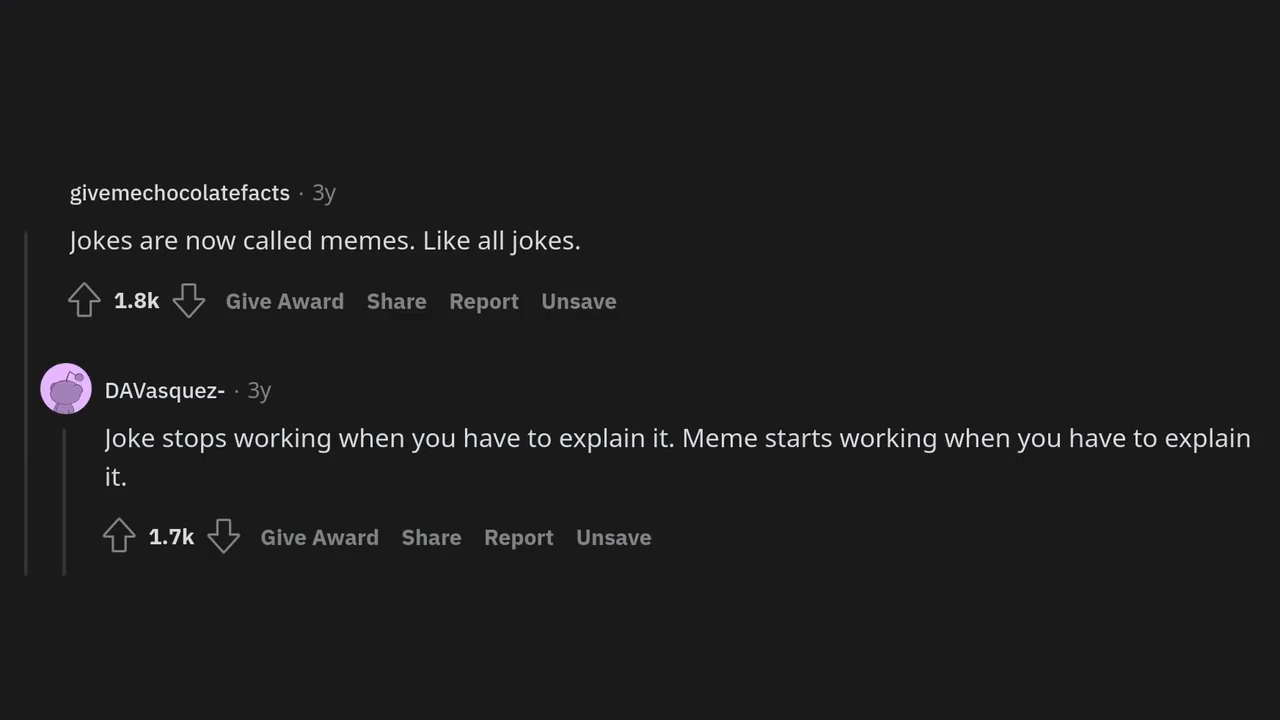 givemechocolatefacts · 3y
Jokes are now called memes. Like all jokes.
1.8k Give Award Share Report Unsave
DAVasquez- · 3y
Joke stops working when you have to explain it. Meme starts working when you have to explain
it.
1.7k Give Award Share Report Unsave